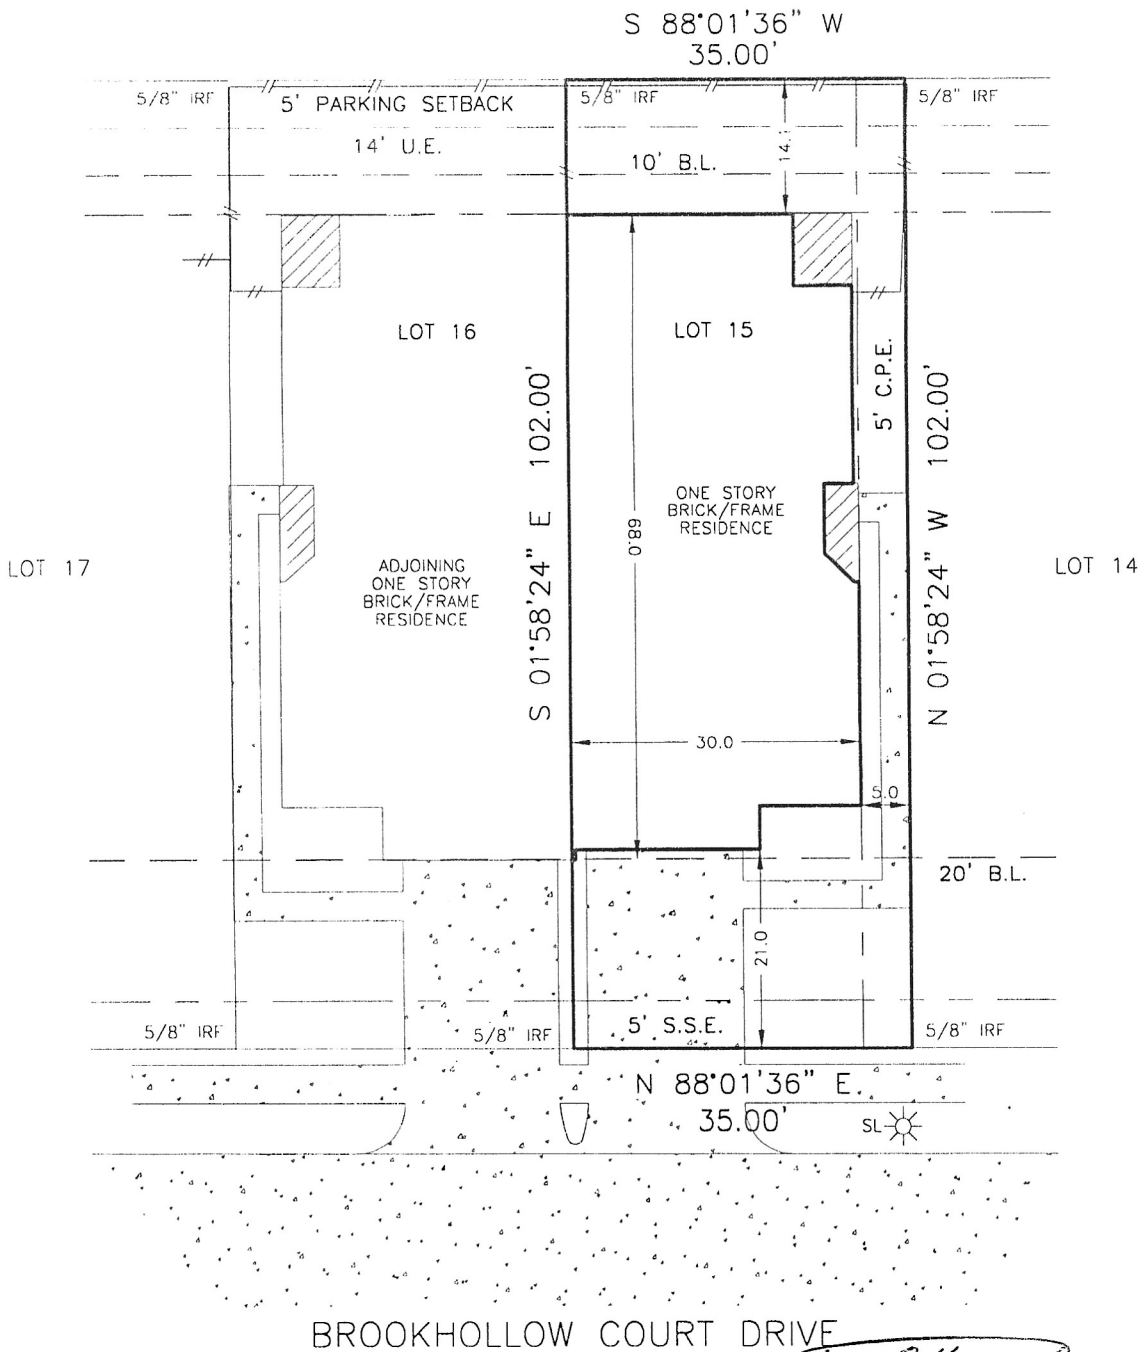 S 88°01'36" W
35.00'
5/8" IRF
5' PARKING SETBACK
5/8" IRF
5/8" IRF
14' U.E.
10' B.L.
14.1
LOT 16
LOT 15
5' C.P.E.
S 01°58'24" E 102.00'
N 01°58'24" W 102.00'
68.0
ONE STORY
BRICK/FRAME
RESIDENCE
LOT 17
ADJOINING
ONE STORY
BRICK/FRAME
RESIDENCE
LOT 14
30.0
5.0
20' B.L.
21.0
5/8" IRF
5/8" IRF
5' S.S.E.
5/8" IRF
N 88°01'36" E
35.00'
SL
BROOKHOLLOW COURT DRIVE